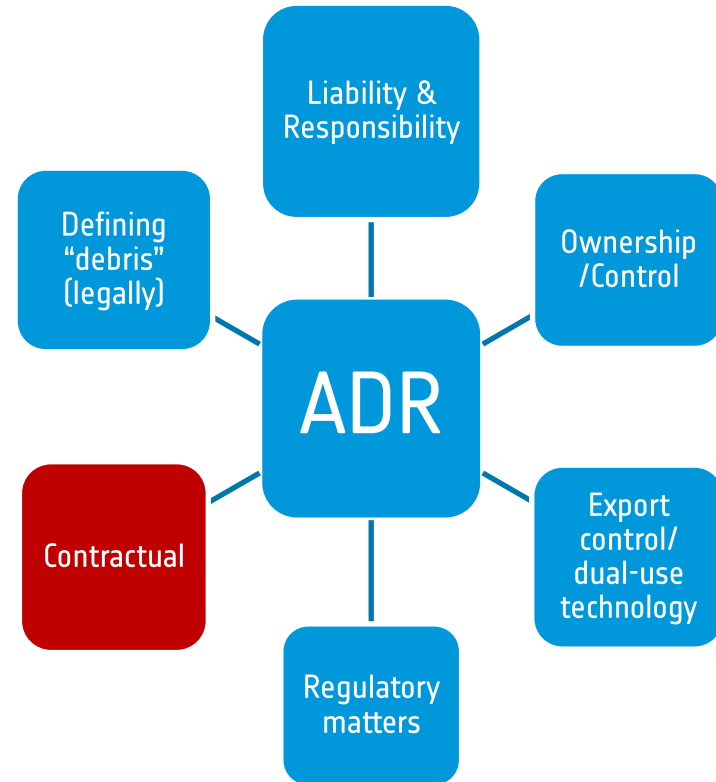 Liability &
Responsibility
Defining
“debris”
(legally)
Ownership
/Control
ADR
Contractual
Export
control/
dual-use
technology
Regulatory
matters